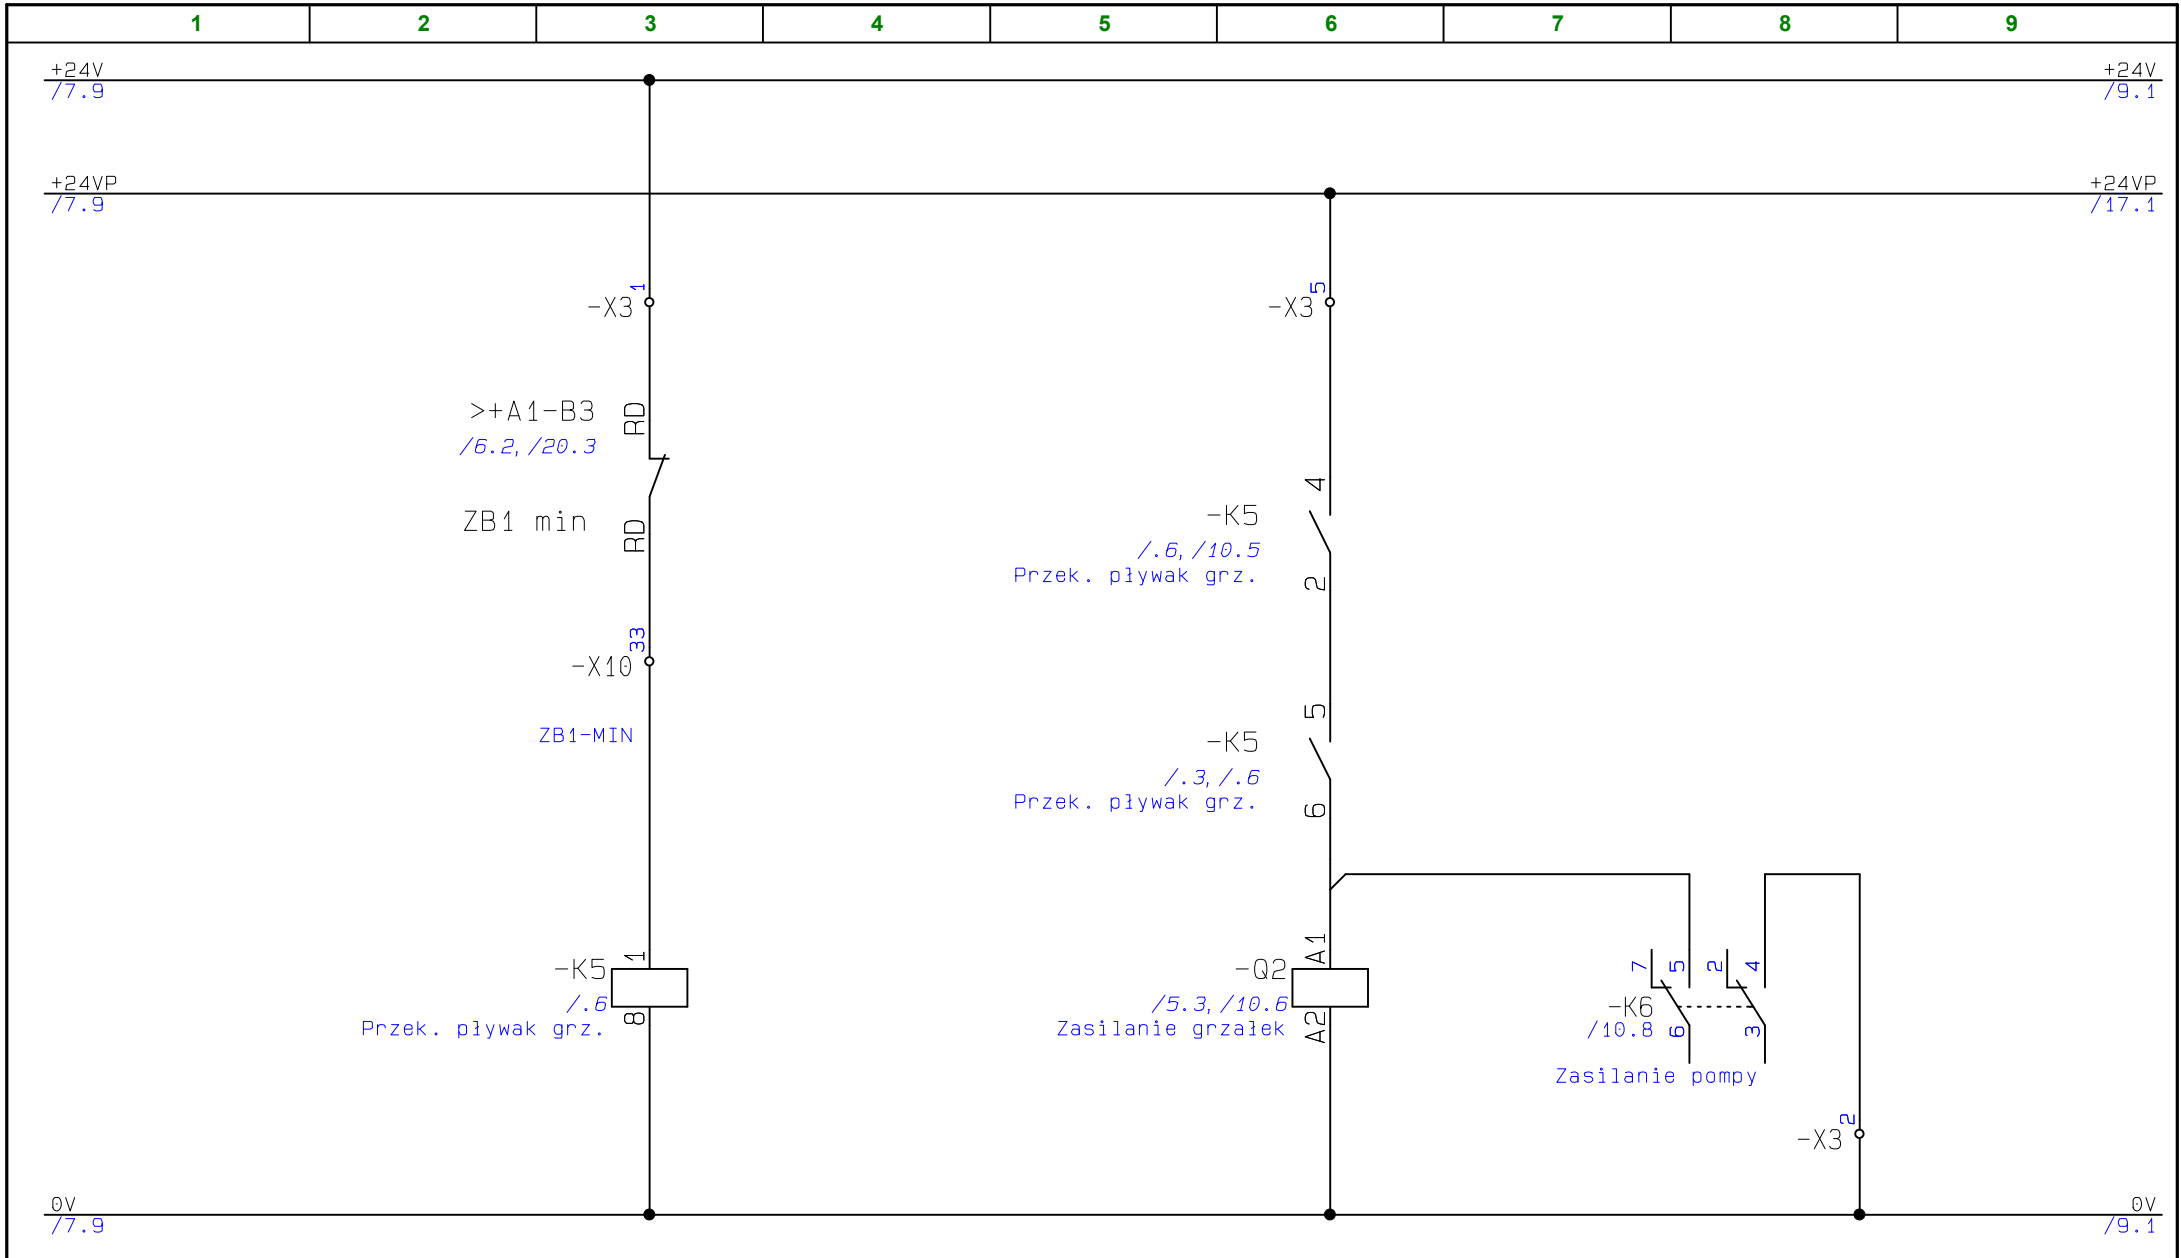 1 2 3 4 5 6 7 8 9
+24V +24V
/7.9 /9.1
+24VP +24VP
/7.9 /17.1
1 5
-X3 -X3
>+A1-B3 RD
/6.2,/20.3
4
ZB1 min RD -K5
/.6,/10.5
Przek. pływak grz. 2
33
-X10
5
ZB1-MIN -K5
/.3,/.6
Przek. pływak grz. 6
1 A1 7 5 2 4
-K5 -Q2
/.6 /5.3,/10.6 -K6
Przek. pływak grz. 8 Zasilanie grzałek A2 /10.8 6 3
Zasilanie pompy
2
-X3
0V 0V
/7.9 /9.1